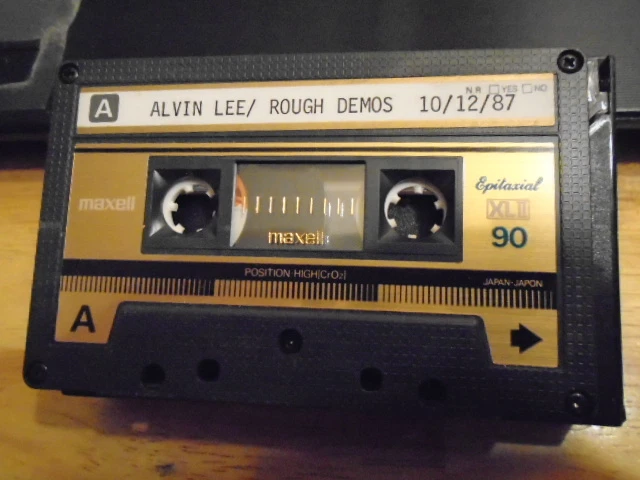 NR YES NO
A ALVIN LEE/ ROUGH DEMOS 10/12/87
maxell
Epitaxial
XLII
90
maxell
POSITION·HIGH[CrO2]
JAPAN·JAPON
A